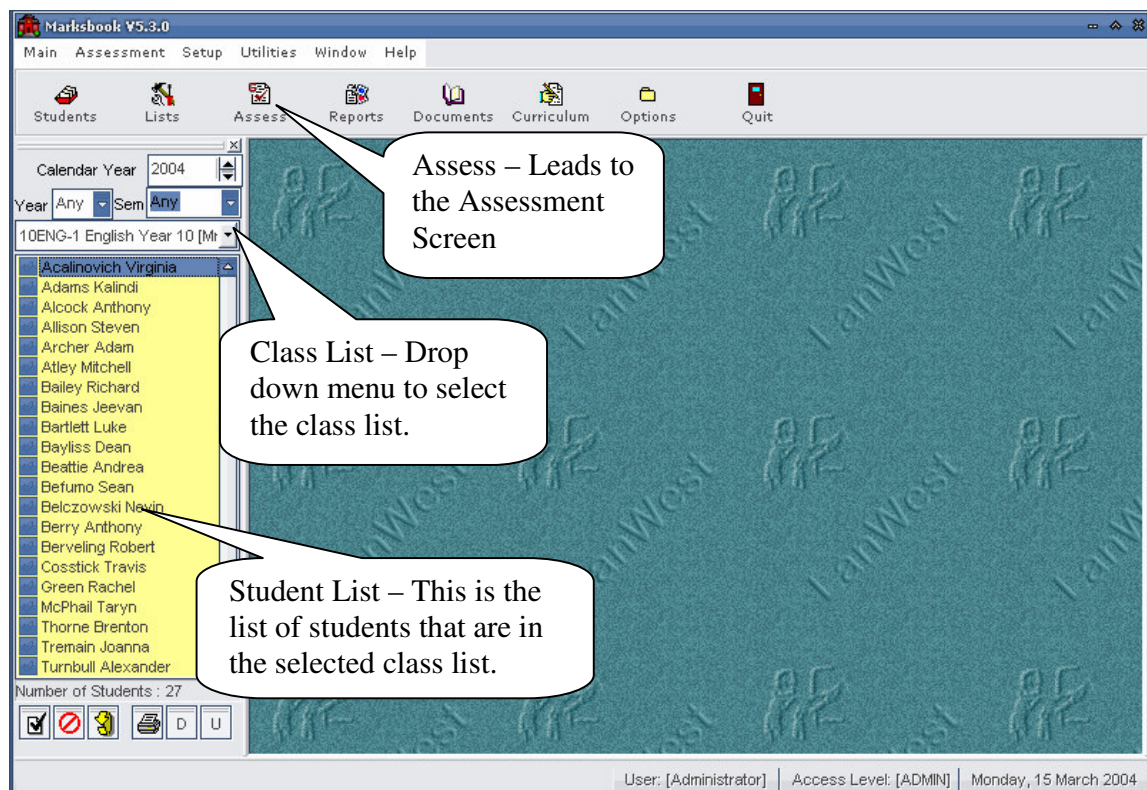 Marksbook V5.3.0
Main Assessment Setup Utilities Window Help
Students Lists Assess Reports Documents Curriculum Options Quit
Calendar Year 2004
Year Any Sem Any
10ENG-1 English Year 10 [Mr
Acalinovich Virginia
Adams Kalindi
Alcock Anthony
Allison Steven
Archer Adam
Atley Mitchell
Bailey Richard
Baines Jeevan
Bartlett Luke
Bayliss Dean
Beattie Andrea
Befumo Sean
Belczowski Nevin
Berry Anthony
Berveling Robert
Cosstick Travis
Green Rachel
McPhail Taryn
Thorne Brenton
Tremain Joanna
Turnbull Alexander
Number of Students : 27
D U
Assess – Leads to
the Assessment
Screen
Class List – Drop
down menu to select
the class list.
Student List – This is the
list of students that are in
the selected class list.
LanWest
LanWest
LanWest
LanWest
User: [Administrator] Access Level: [ADMIN] Monday, 15 March 2004